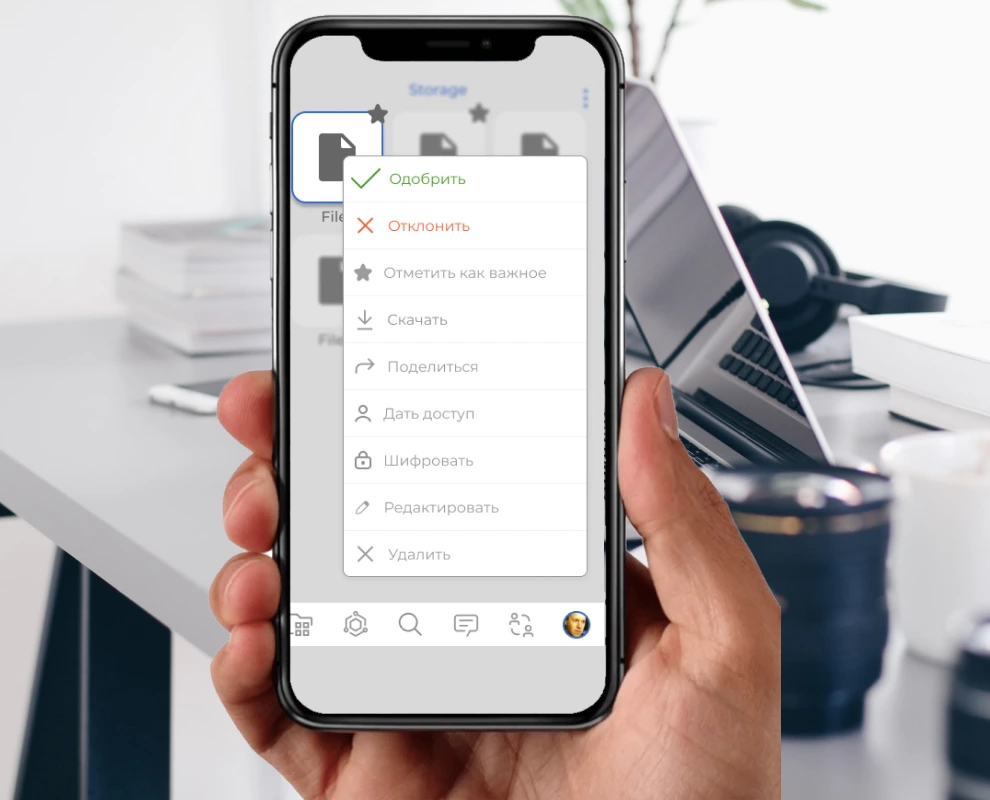 Storage
File
Одобрить
Отклонить
Отметить как важное
Скачать
File
Поделиться
Дать доступ
Шифровать
Редактировать
Удалить